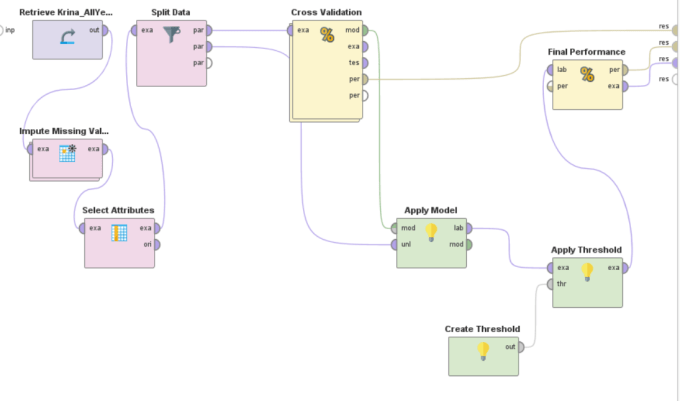 Retrieve Krina_AllYe...
inp
out
Split Data
exa par
par
par
Cross Validation
exa mod
exa
tes
per
per
res
res
res
res
Final Performance
lab per
per exa
Impute Missing Val...
exa exa
Select Attributes
exa exa
ori
Apply Model
mod lab
unl mod
Apply Threshold
exa exa
thr
Create Threshold
out